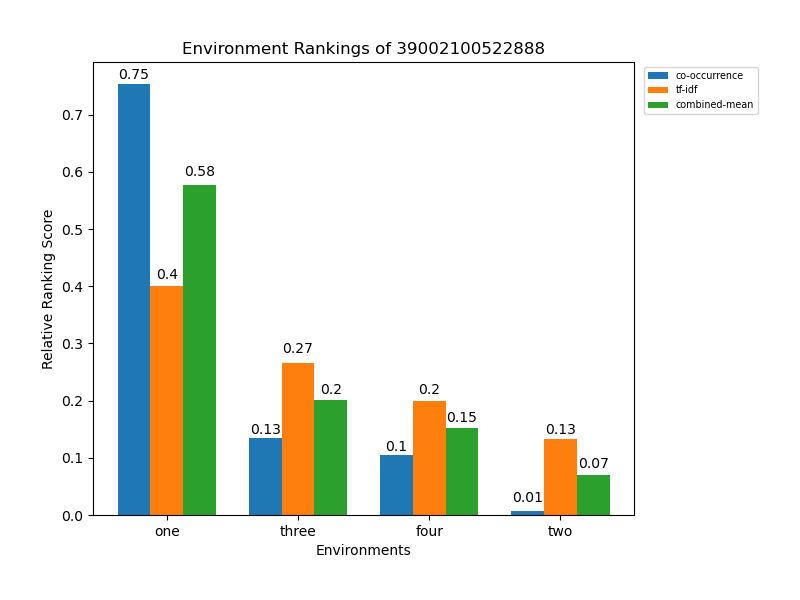 Environment Rankings of 39002100522888
co-occurrence
tf-idf
combined-mean
Relative Ranking Score
0.7
0.6
0.5
0.4
0.3
0.2
0.1
0.0
0.75
0.4
0.58
0.13
0.27
0.2
0.1
0.2
0.15
0.01
0.13
0.07
one three four two
Environments